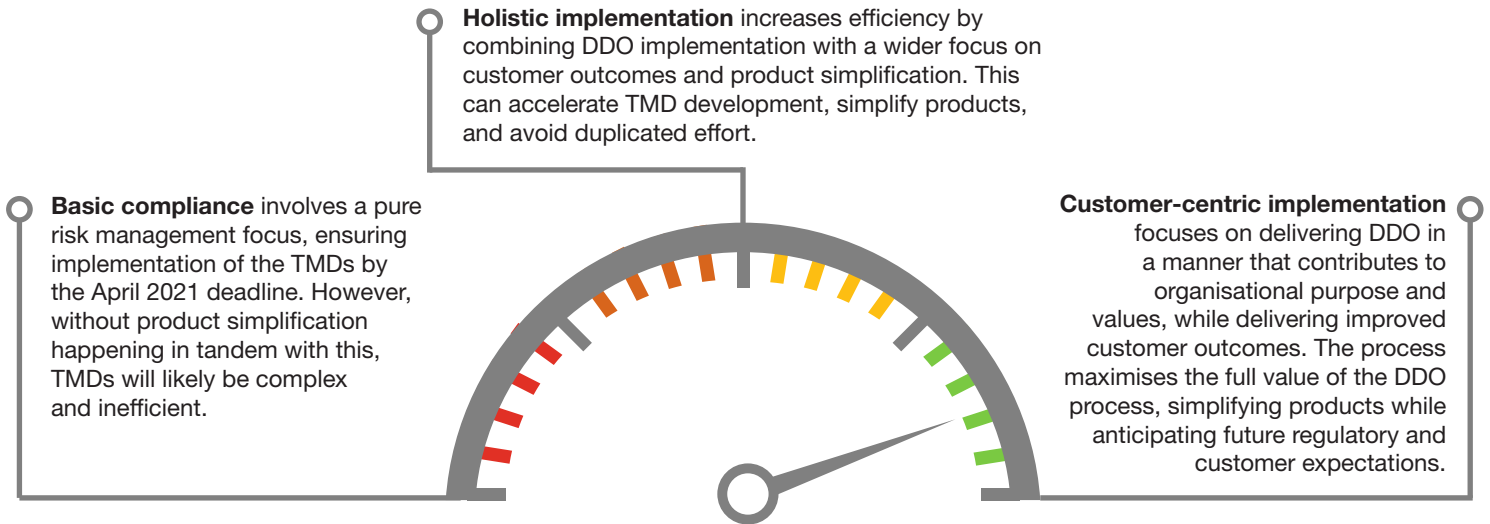 Holistic implementation increases efficiency by
combining DDO implementation with a wider focus on
customer outcomes and product simplification. This
can accelerate TMD development, simplify products,
and avoid duplicated effort.
Basic compliance involves a pure
risk management focus, ensuring
implementation of the TMDs by
the April 2021 deadline. However,
without product simplification
happening in tandem with this,
TMDs will likely be complex
and inefficient.
Customer-centric implementation
focuses on delivering DDO in
a manner that contributes to
organisational purpose and
values, while delivering improved
customer outcomes. The process
maximises the full value of the DDO
process, simplifying products while
anticipating future regulatory and
customer expectations.